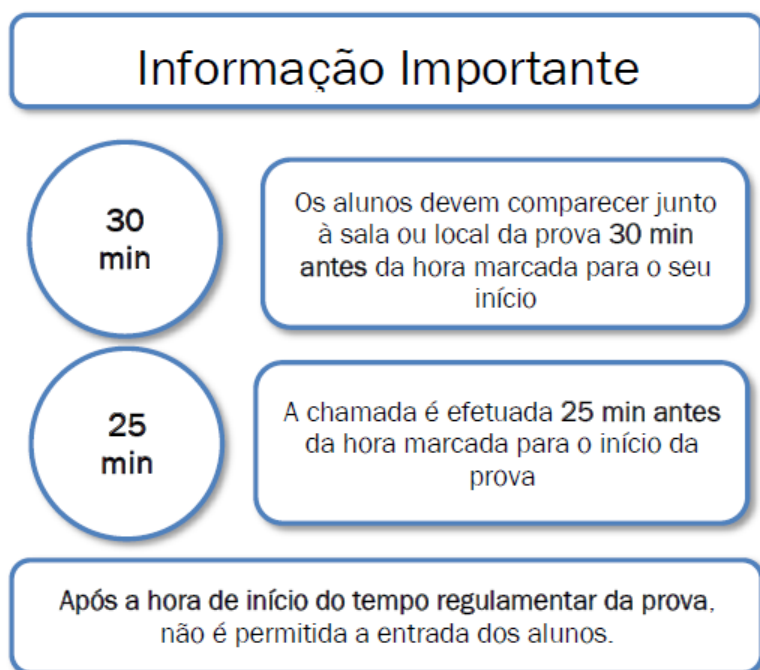 Informação Importante
30
min
Os alunos devem comparecer junto
à sala ou local da prova 30 min
antes da hora marcada para o seu
início
25
min
A chamada é efetuada 25 min antes
da hora marcada para o início da
prova
Após a hora de início do tempo regulamentar da prova,
não é permitida a entrada dos alunos.